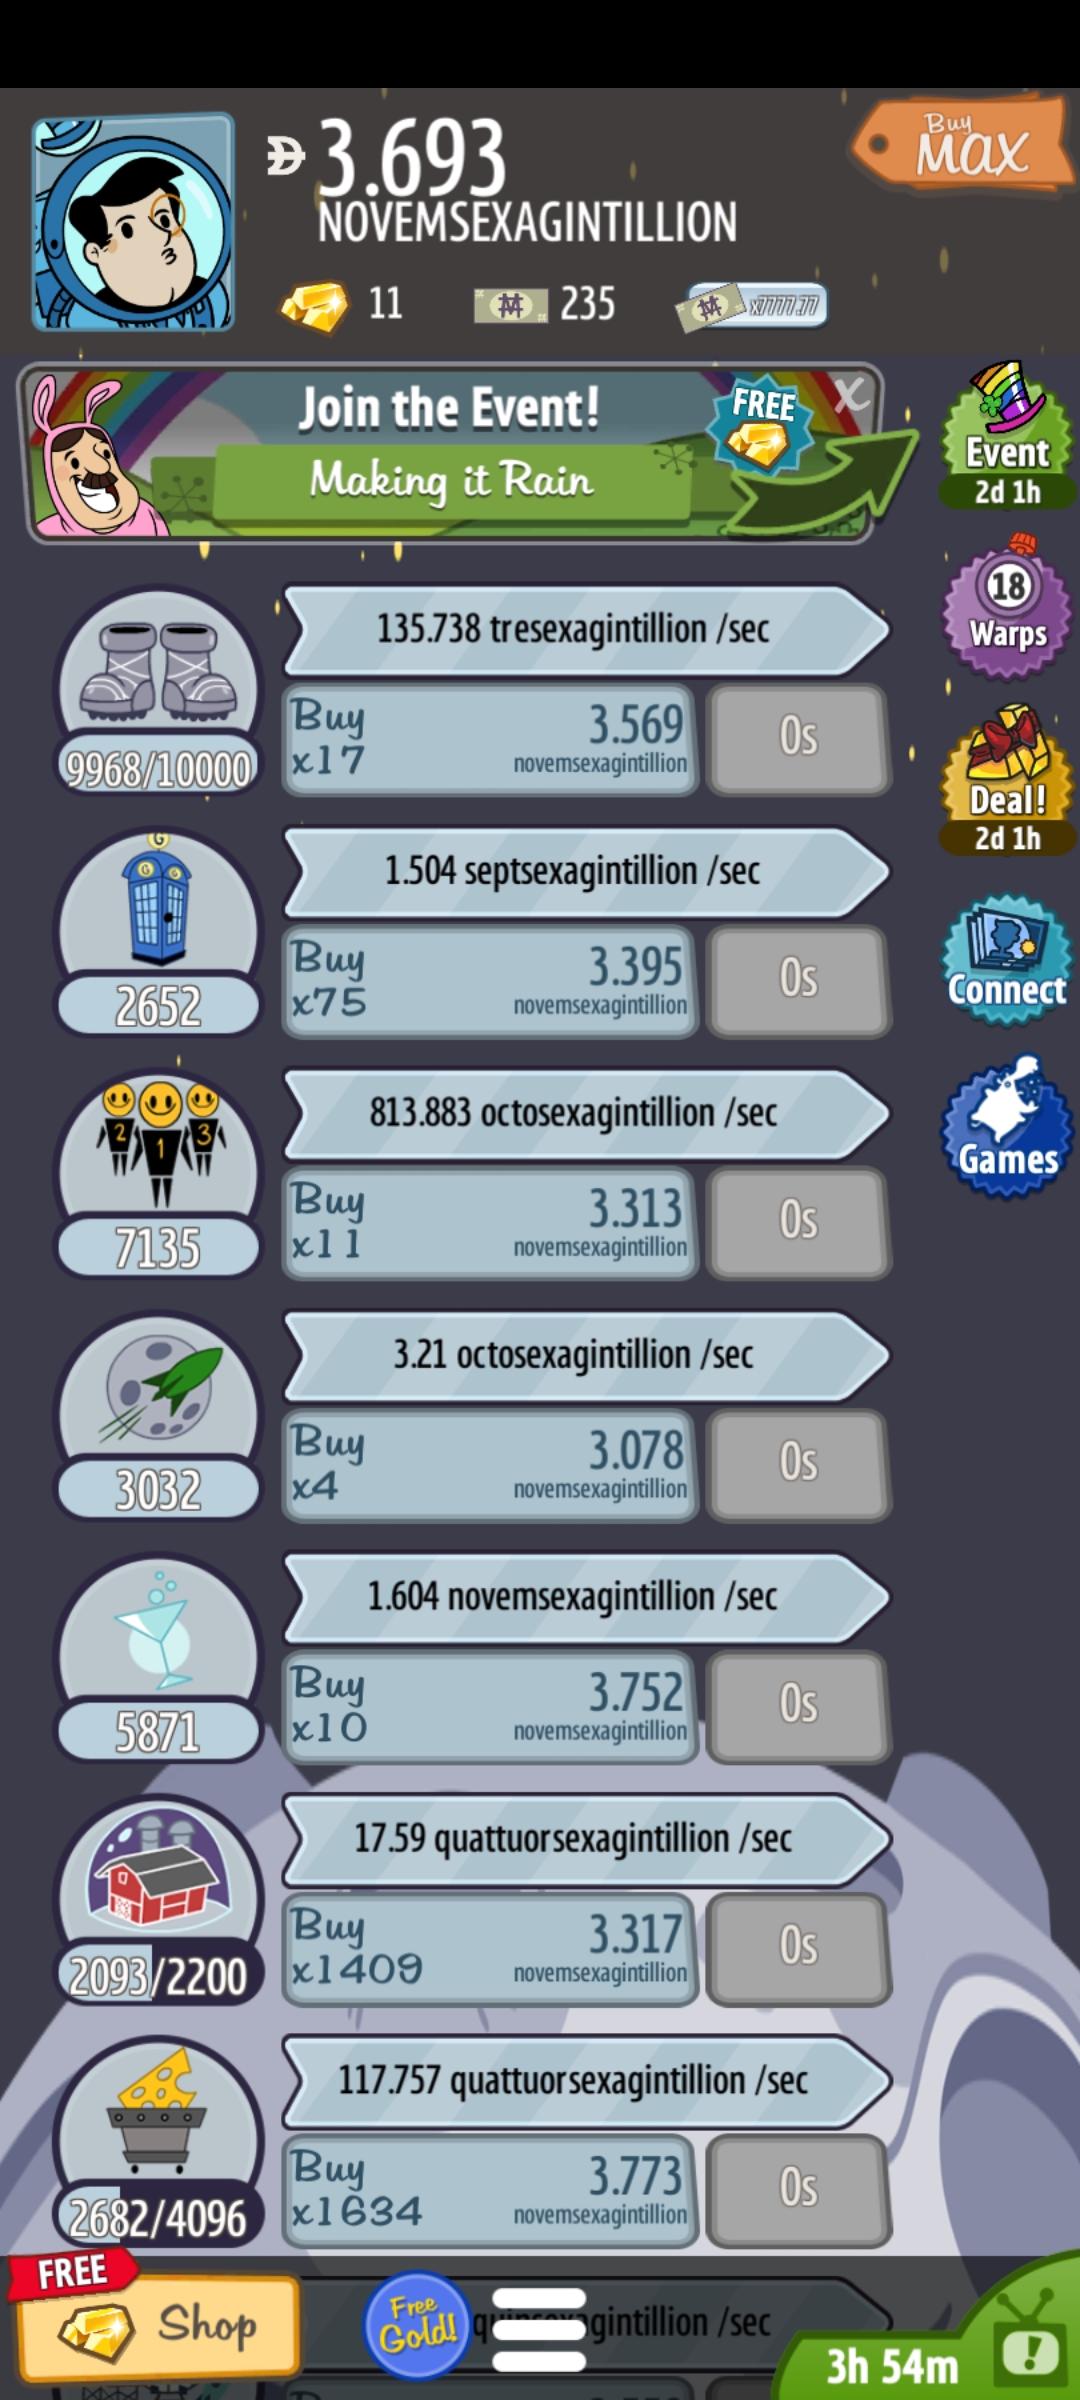 3.693
NOVEMSEXAGINTILLION
Buy
MAX
11
235
x7777.77
Join the Event!
Making it Rain
FREE
X
Event
2d 1h
18
Warps
Deal!
2d 1h
Connect
Games
135.738 tresexagintillion /sec
9968/10000
Buy
x17
3.569
novemsexagintillion
0s
G
G G
1.504 septsexagintillion /sec
2652
Buy
x75
3.395
novemsexagintillion
0s
2 1 3
813.883 octosexagintillion /sec
7135
Buy
x11
3.313
novemsexagintillion
0s
3.21 octosexagintillion /sec
3032
Buy
x4
3.078
novemsexagintillion
0s
1.604 novemsexagintillion /sec
5871
Buy
x10
3.752
novemsexagintillion
0s
17.59 quattuorsexagintillion /sec
2093/2200
Buy
x1409
3.317
novemsexagintillion
0s
117.757 quattuorsexagintillion /sec
2682/4096
Buy
x1634
3.773
novemsexagintillion
0s
FREE
Shop
Free
Gold!
gintillion /sec
3h 54m
!